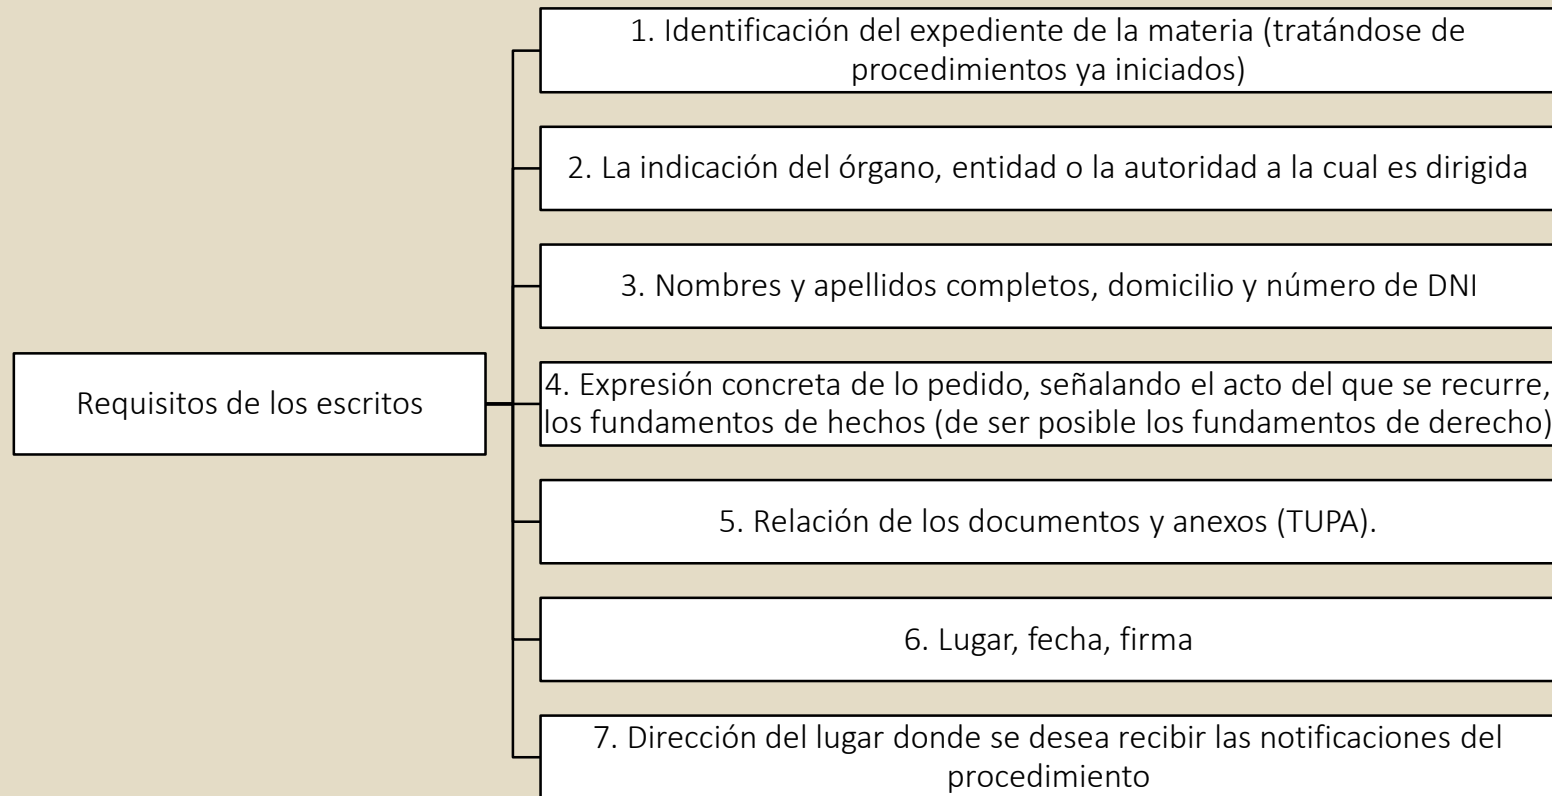 Requisitos de los escritos
1. Identificación del expediente de la materia (tratándose de
procedimientos ya iniciados)
2. La indicación del órgano, entidad o la autoridad a la cual es dirigida
3. Nombres y apellidos completos, domicilio y número de DNI
4. Expresión concreta de lo pedido, señalando el acto del que se recurre,
los fundamentos de hechos (de ser posible los fundamentos de derecho)
5. Relación de los documentos y anexos (TUPA).
6. Lugar, fecha, firma
7. Dirección del lugar donde se desea recibir las notificaciones del
procedimiento